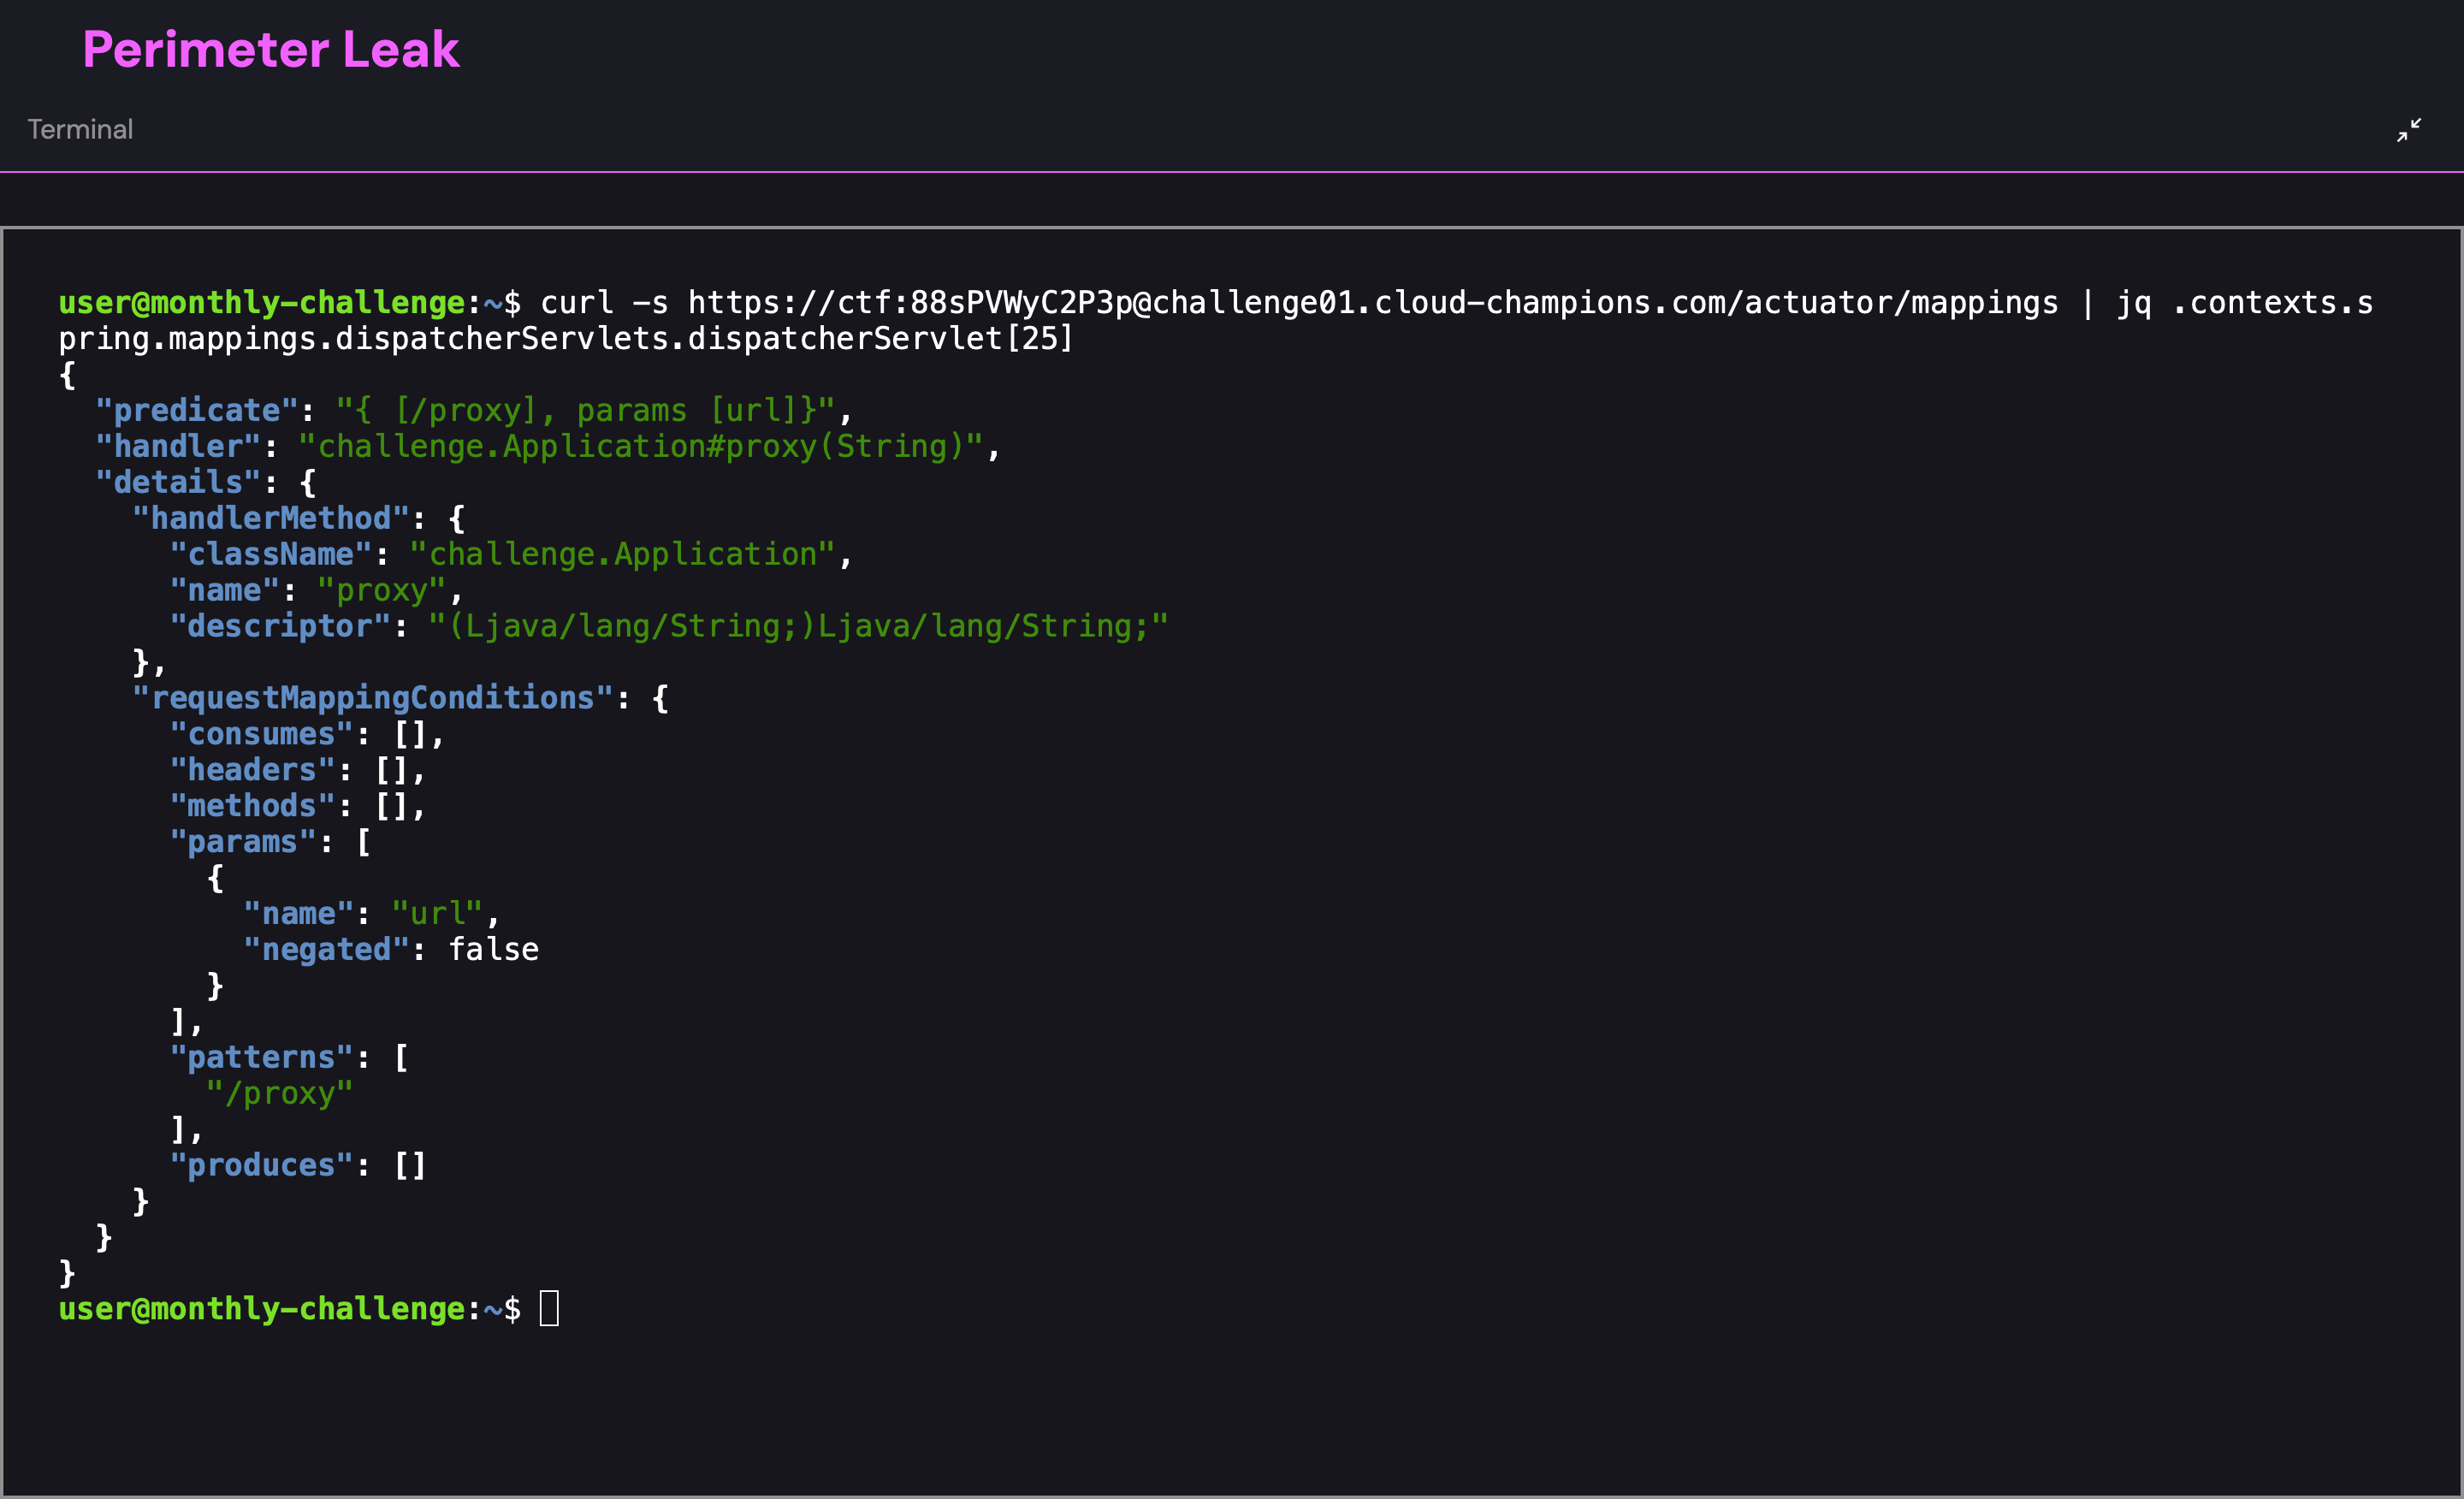 Perimeter Leak
Terminal
user@monthly-challenge:~$ curl -s https://ctf:88sPVWyC2P3p@challenge01.cloud-champions.com/actuator/mappings | jq .contexts.s
pring.mappings.dispatcherServlets.dispatcherServlet[25]
{
  "predicate": "{ [/proxy], params [url]}",
  "handler": "challenge.Application#proxy(String)",
  "details": {
    "handlerMethod": {
      "className": "challenge.Application",
      "name": "proxy",
      "descriptor": "(Ljava/lang/String;)Ljava/lang/String;"
    },
    "requestMappingConditions": {
      "consumes": [],
      "headers": [],
      "methods": [],
      "params": [
        {
          "name": "url",
          "negated": false
        }
      ],
      "patterns": [
        "/proxy"
      ],
      "produces": []
    }
  }
}
user@monthly-challenge:~$